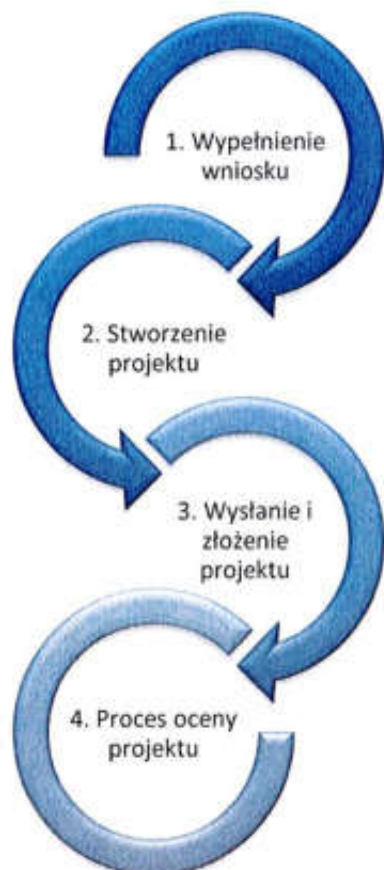 1. Wypełnienie
wniosku
2. Stworzenie
projektu
3. Wysłanie i
złożenie
projektu
4. Proces oceny
projektu